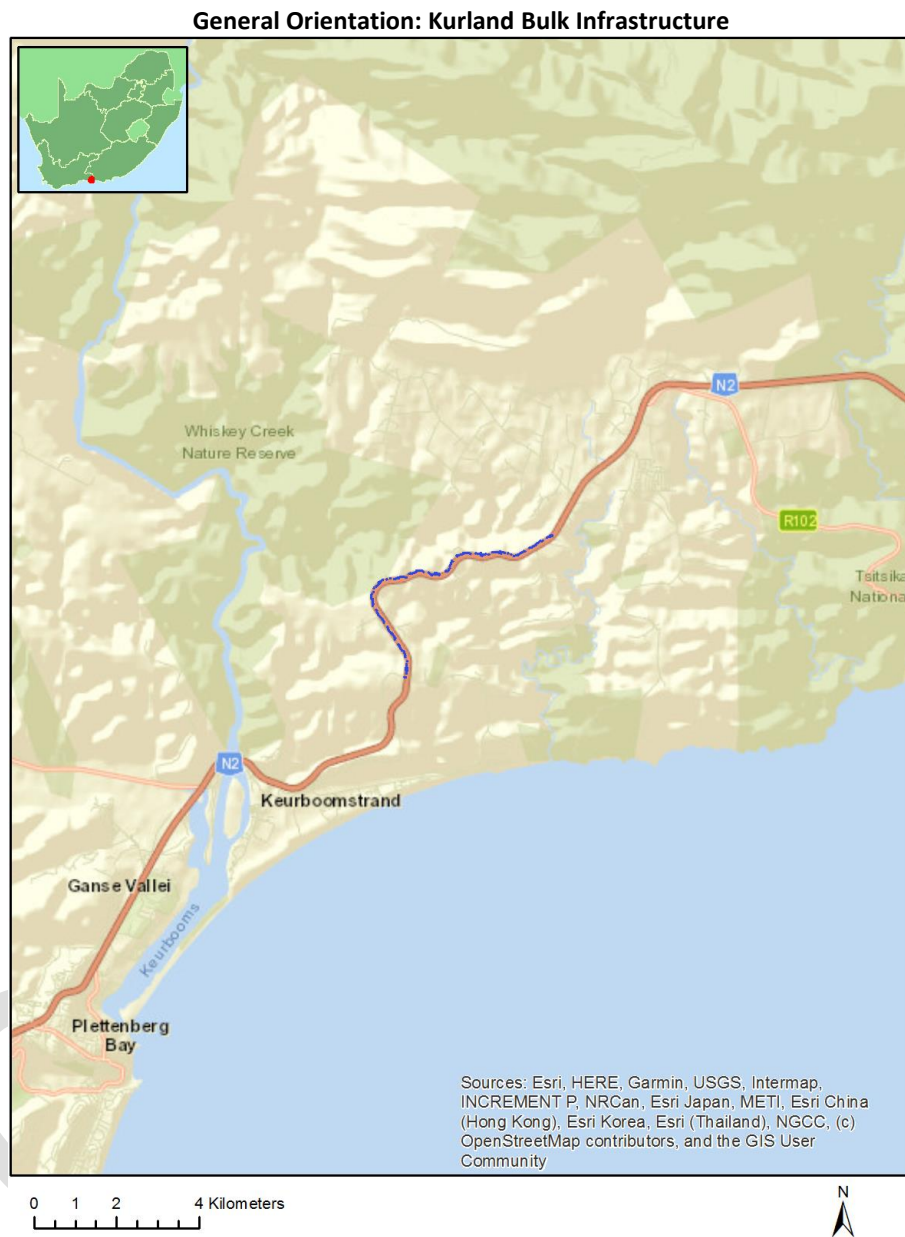 General Orientation: Kurland Bulk Infrastructure
N2
Whiskey Creek
Nature Reserve
R102
Tsitsika
Nationa
N2
Keurboomstrand
Ganse Vallei
Keurbooms
Plettenberg
Bay
Sources: Esri, HERE, Garmin, USGS, Intermap,
INCREMENT P, NRCan, Esri Japan, METI, Esri China
(Hong Kong), Esri Korea, Esri (Thailand), NGCC, (c)
OpenStreetMap contributors, and the GIS User
Community
0 1 2 4 Kilometers
N